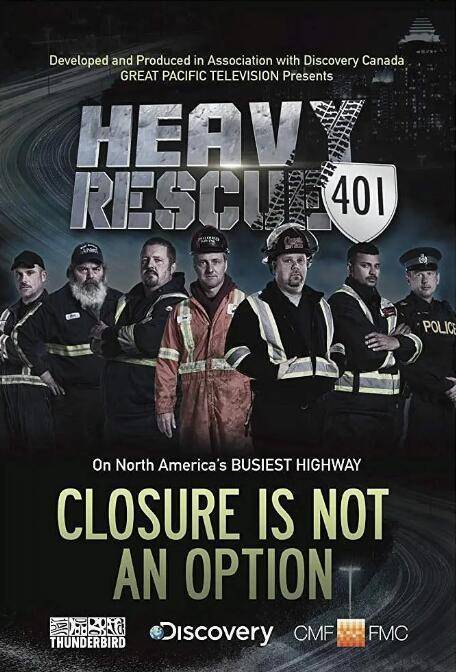 Developed and Produced in Association with Discovery Canada
GREAT PACIFIC TELEVISION Presents
HEAVY
RESCUE
401
POLICE
On North America's BUSIEST HIGHWAY
CLOSURE IS NOT
AN OPTION
THUNDERBIRD
Discovery
CMF FMC